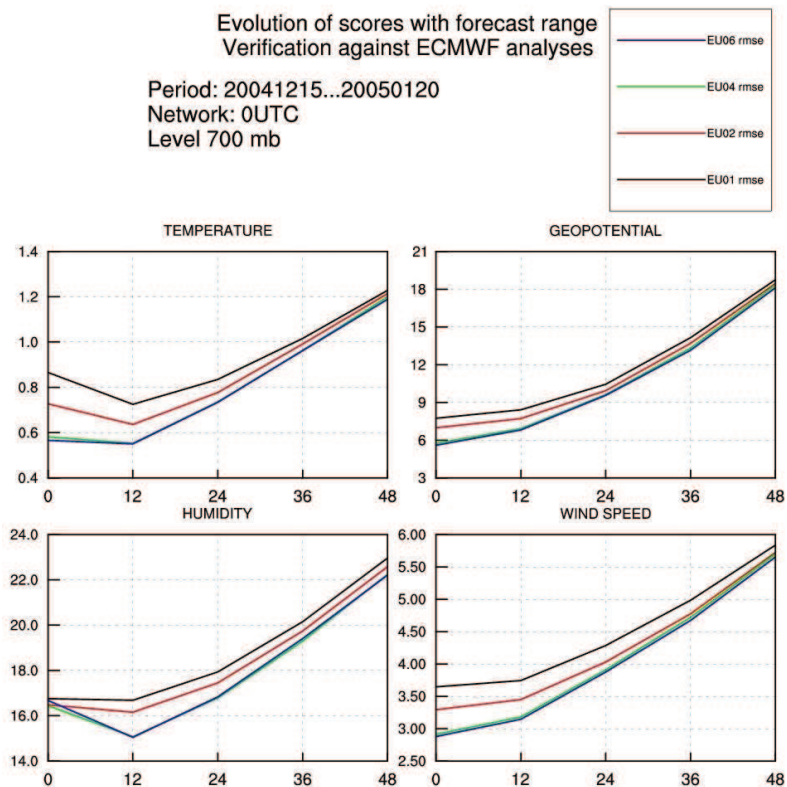 Evolution of scores with forecast range
Verification against ECMWF analyses
Period: 20041215...20050120
Network: 0UTC
Level 700 mb
EU06 rmse
EU04 rmse
EU02 rmse
EU01 rmse
TEMPERATURE
1.4
1.2
1.0
0.8
0.6
0.4
0 12 24 36 48
GEOPOTENTIAL
21
18
15
12
9
6
3
0 12 24 36 48
HUMIDITY
24.0
22.0
20.0
18.0
16.0
14.0
0 12 24 36 48
WIND SPEED
6.00
5.50
5.00
4.50
4.00
3.50
3.00
2.50
0 12 24 36 48